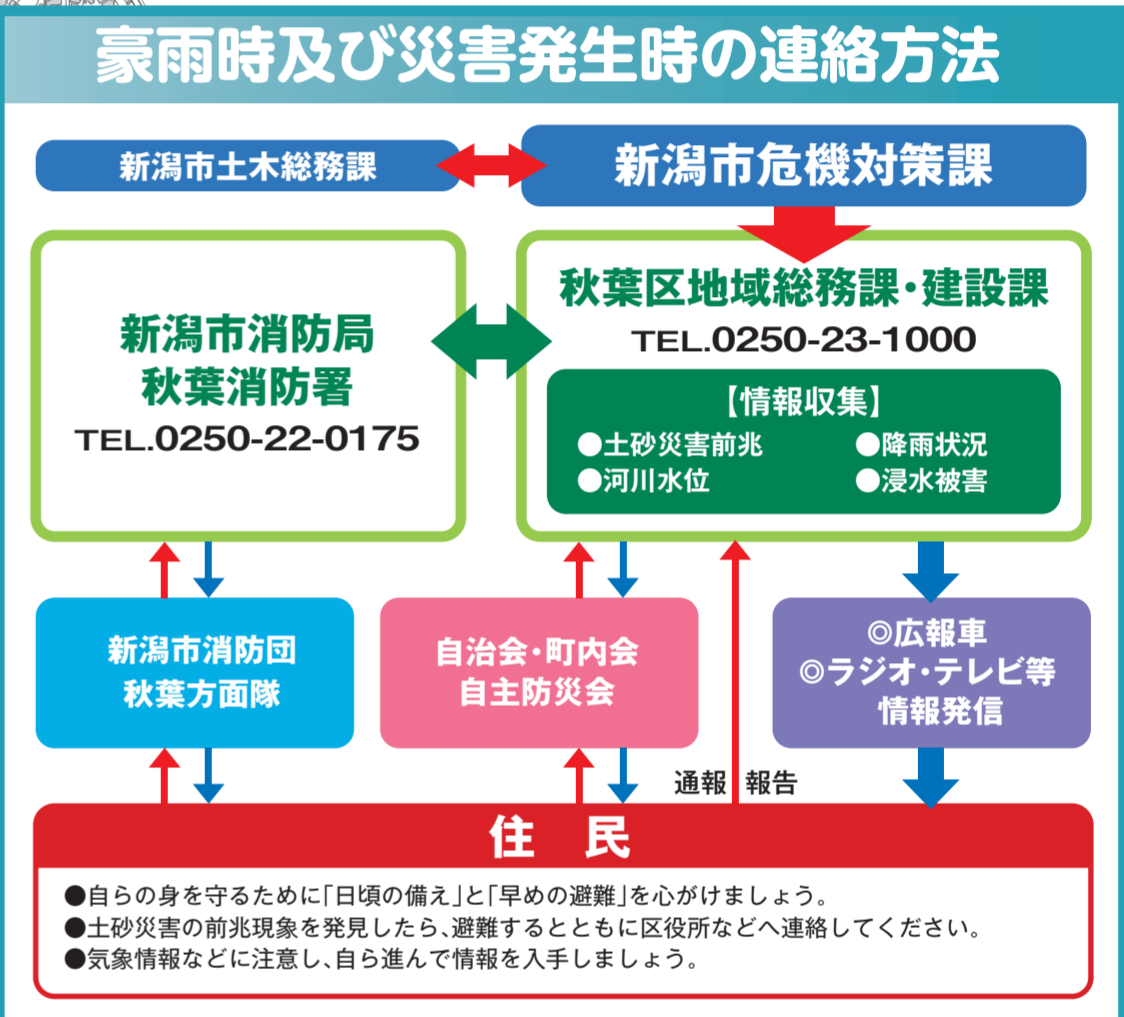 豪雨時及び災害発生時の連絡方法
新潟市土木総務課
新潟市危機対策課
新潟市消防局
秋葉消防署
TEL.0250-22-0175
秋葉区地域総務課・建設課
TEL.0250-23-1000
【情報収集】
●土砂災害前兆
●降雨状況
●河川水位
●浸水被害
新潟市消防団
秋葉方面隊
自治会・町内会
自主防災会
◎広報車
◎ラジオ・テレビ等
情報発信
通報 報告
住 民
●自らの身を守るために「日頃の備え」と「早めの避難」を心がけましょう。
●土砂災害の前兆現象を発見したら、避難するとともに区役所などへ連絡してください。
●気象情報などに注意し、自ら進んで情報を入手しましょう。